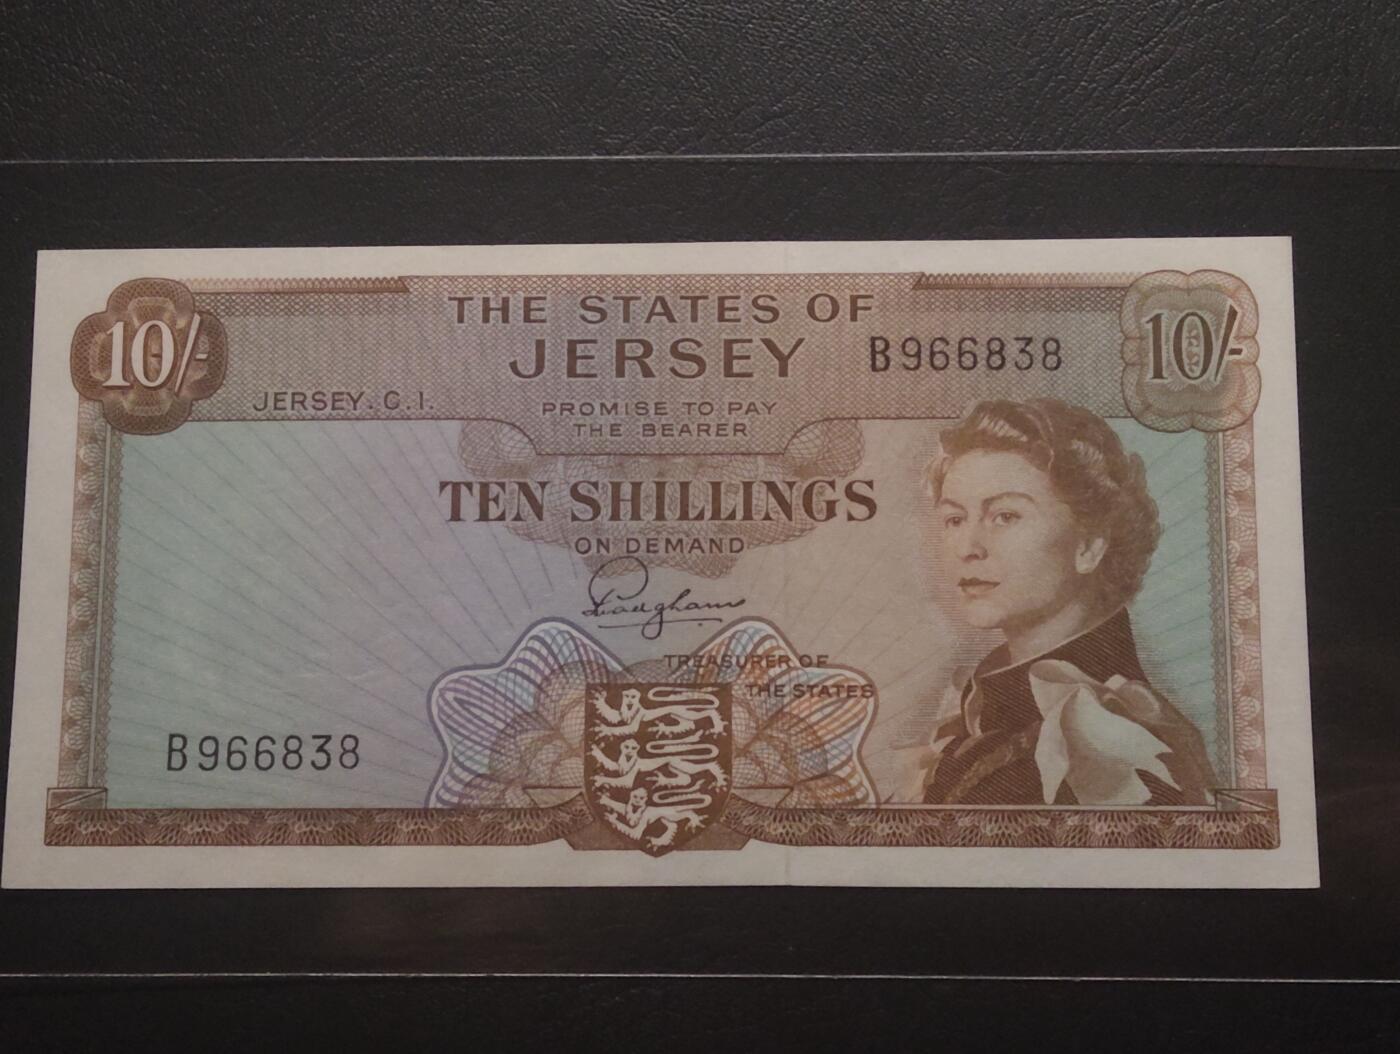 10/-
THE STATES OF
JERSEY
B966838
10/-
JERSEY. C.I.
PROMISE TO PAY
THE BEARER
TEN SHILLINGS
ON DEMAND
Padgham
TREASURER OF
THE STATES
B966838